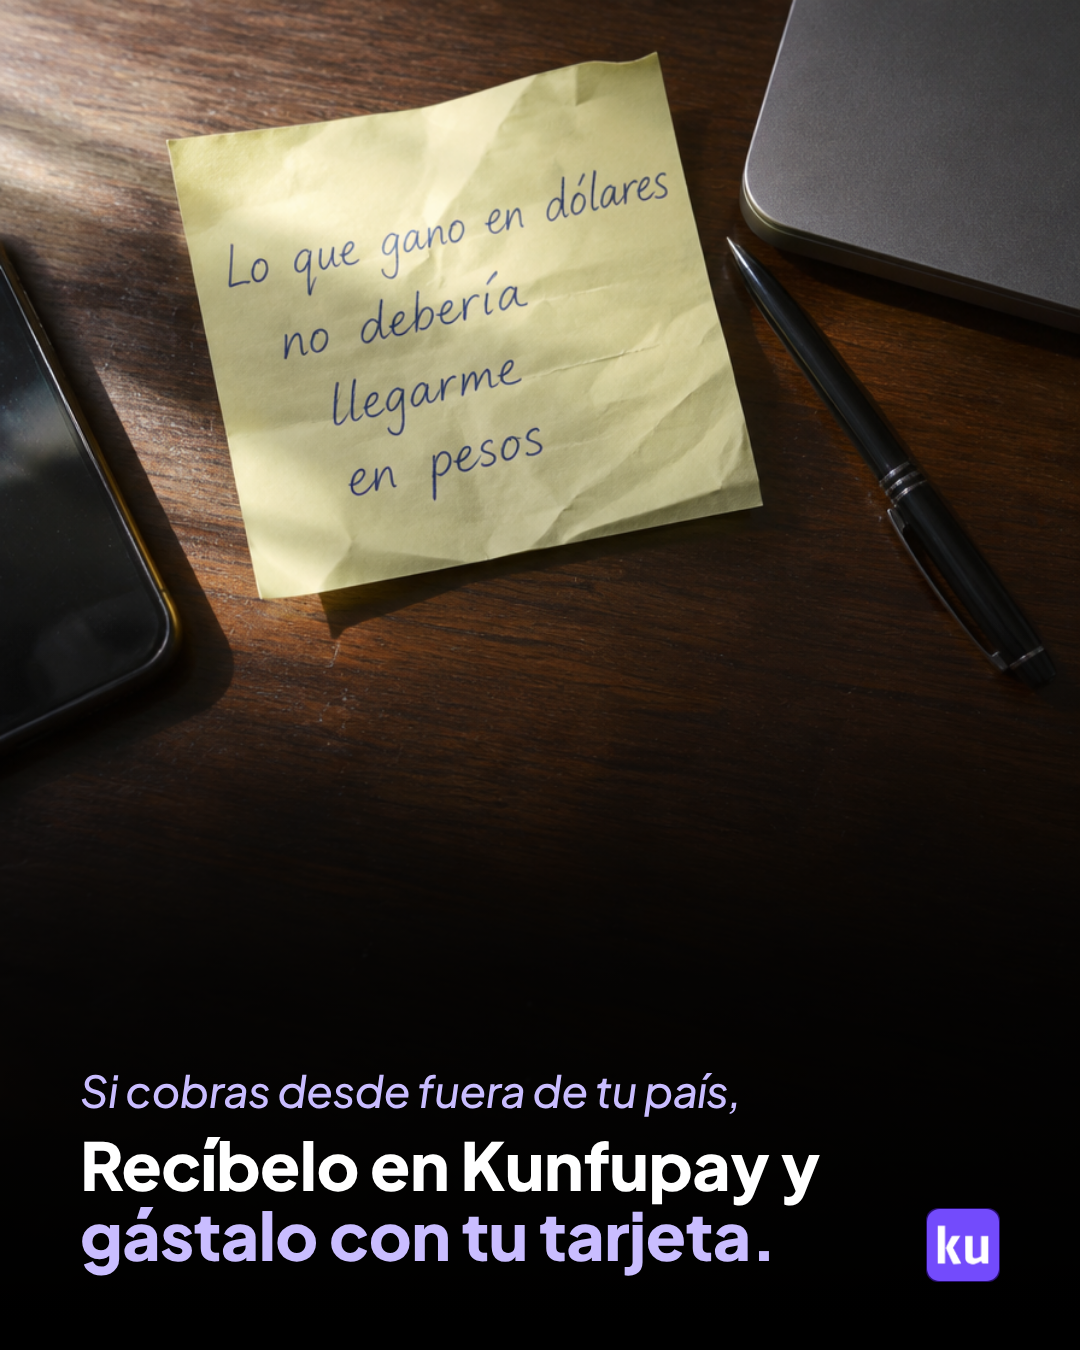 Lo que gano en dólares
no debería
llegarme
en pesos
Si cobras desde fuera de tu país,
Recíbelo en Kunfupay y
gástalo con tu tarjeta.
ku